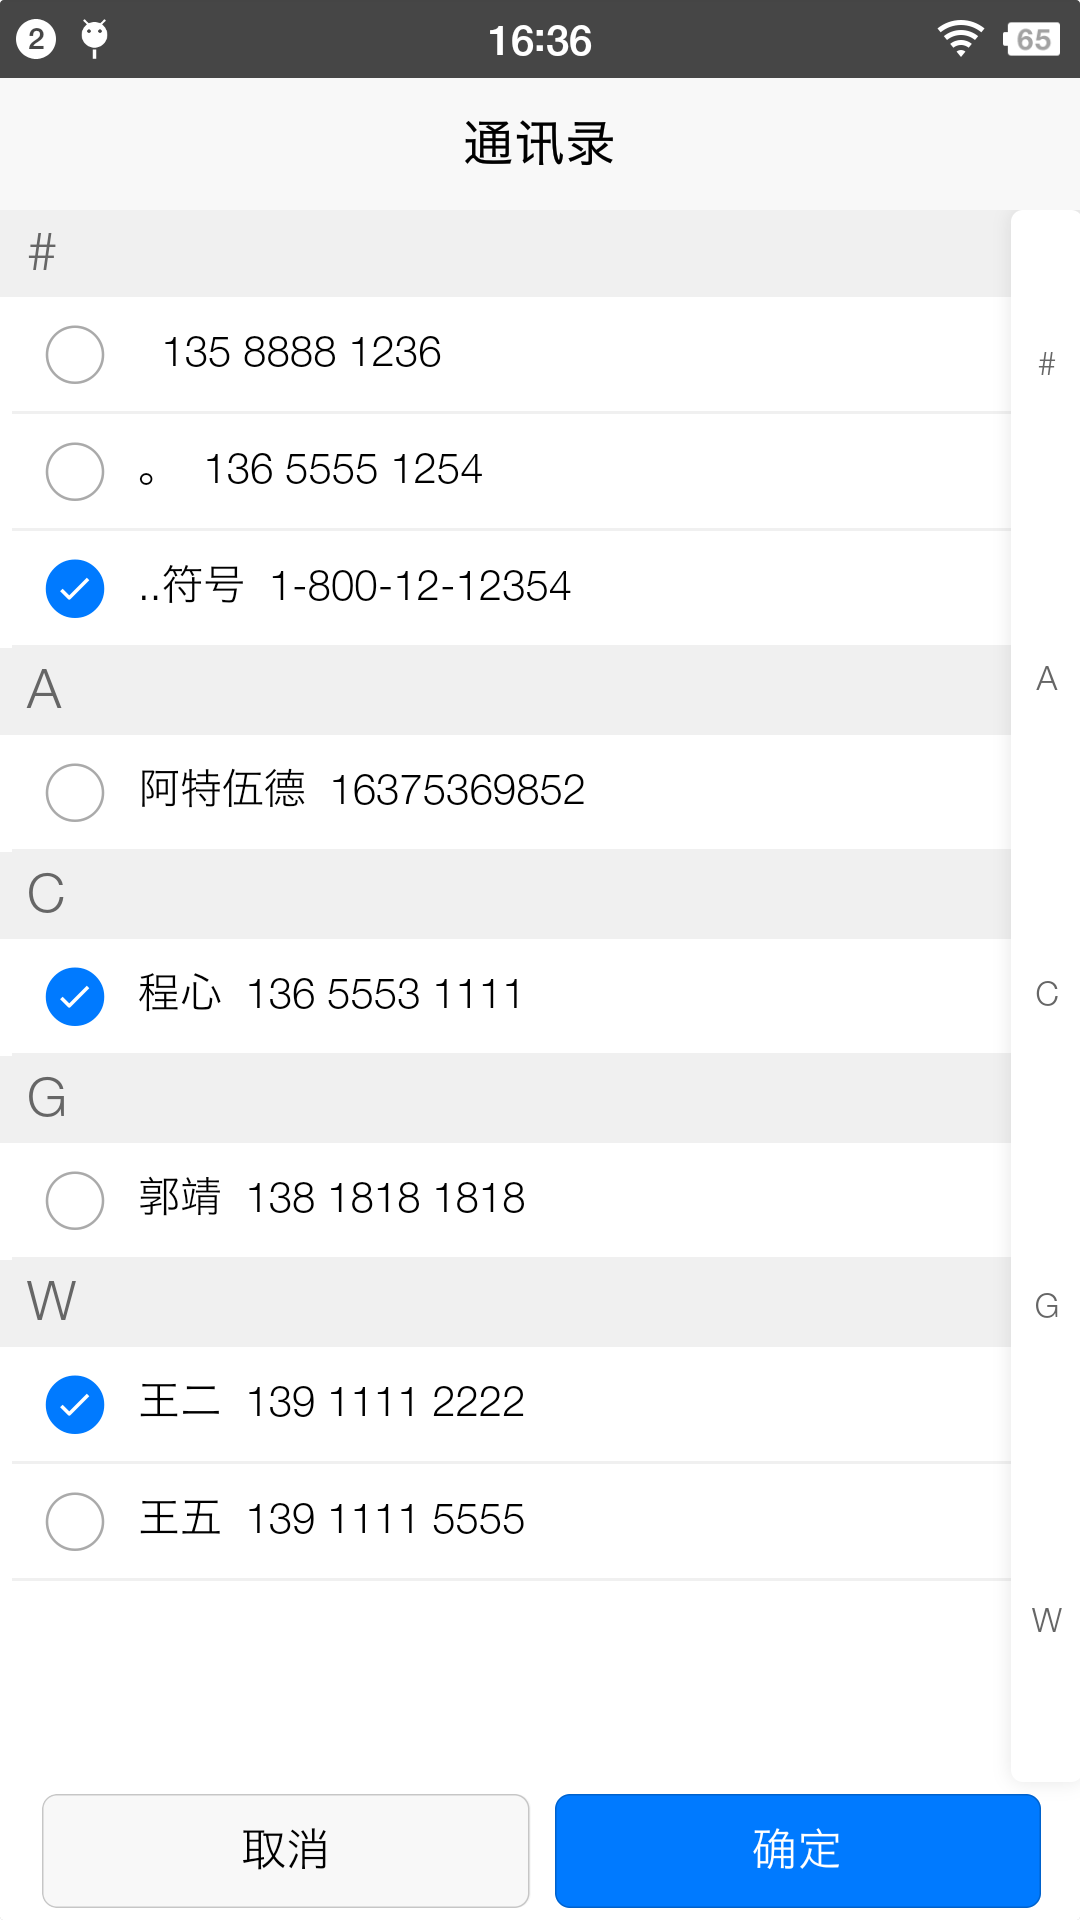 2 16:36 65
通讯录
#
135 8888 1236
。 136 5555 1254
..符号 1-800-12-12354
A
阿特伍德 16375369852
C
程心 136 5553 1111
G
郭靖 138 1818 1818
W
王二 139 1111 2222
王五 139 1111 5555
#
A
C
G
W
取消 确定